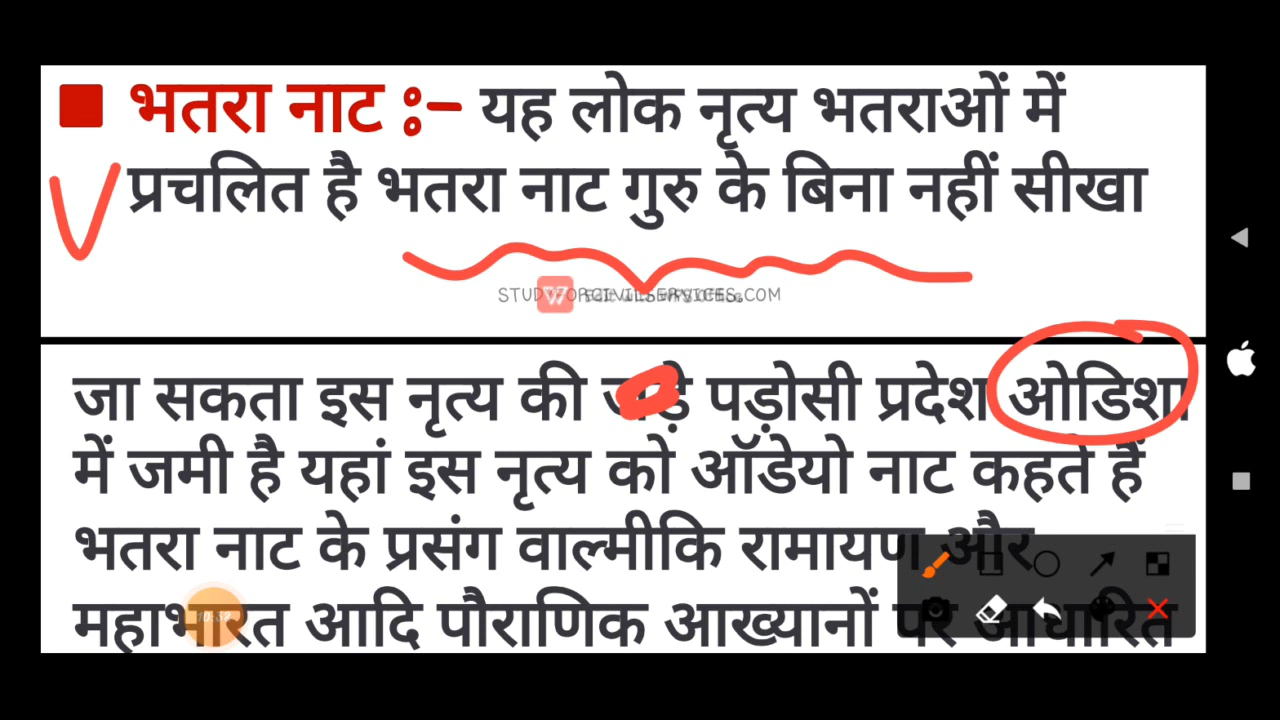 भतरा नाट :- यह लोक नृत्य भतराओं में
प्रचलित है भतरा नाट गुरु के बिना नहीं सीखा
STUDYFORCIVILSERVICES.COM
जा सकता इस नृत्य की पड़ोसी प्रदेश ओडिशा
में जमी है यहां इस नृत्य को ऑडेयो नाट कहते हैं
भतरा नाट के प्रसंग वाल्मीकि रामायण और
महाभारत आदि पौराणिक आख्यानों पर आधारित